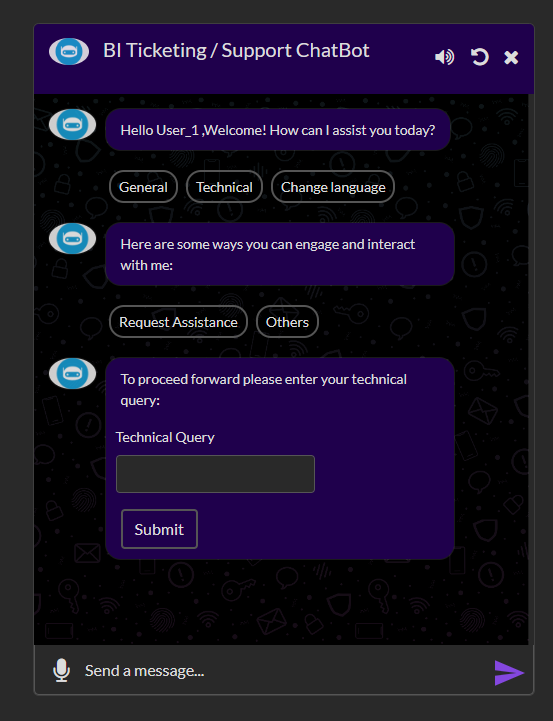 BI Ticketing / Support ChatBot
Hello User_1 ,Welcome! How can I assist you today?
General
Technical
Change language
Here are some ways you can engage and interact
with me:
Request Assistance
Others
To proceed forward please enter your technical
query:
Technical Query
Submit
Send a message...